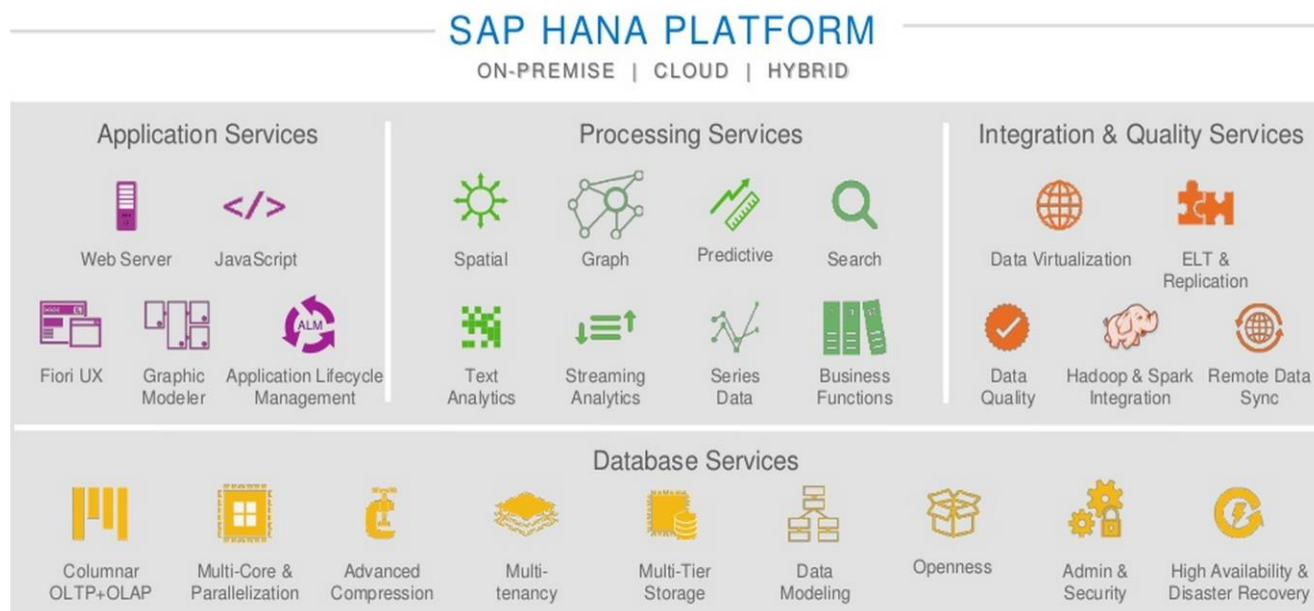 SAP HANA PLATFORM
ON-PREMISE | CLOUD | HYBRID
Application Services
Web Server
JavaScript
</>
Fiori UX
Graphic
Modeler
ALM
Application Lifecycle
Management
Processing Services
Spatial
Graph
Predictive
Search
Text
Analytics
Streaming
Analytics
Series
Data
Business
Functions
Integration & Quality Services
Data Virtualization
ELT &
Replication
Data
Quality
Hadoop & Spark
Integration
Remote Data
Sync
Database Services
Columnar
OLTP+OLAP
Multi-Core &
Parallelization
Advanced
Compression
Multi-
tenancy
Multi-Tier
Storage
Data
Modeling
Openness
Admin &
Security
High Availability &
Disaster Recovery